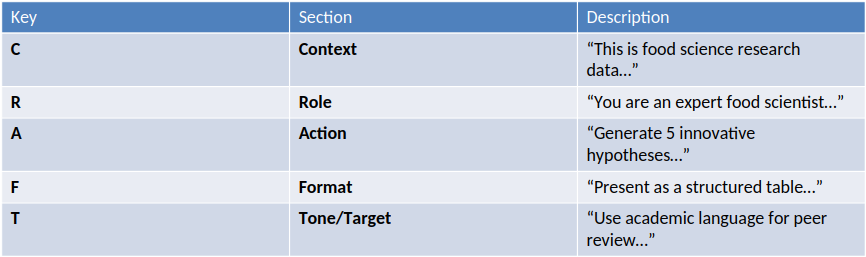 Key Section Description
C Context “This is food science research
data…”
R Role “You are an expert food scientist…”
A Action “Generate 5 innovative
hypotheses…”
F Format “Present as a structured table…”
T Tone/Target “Use academic language for peer
review…”